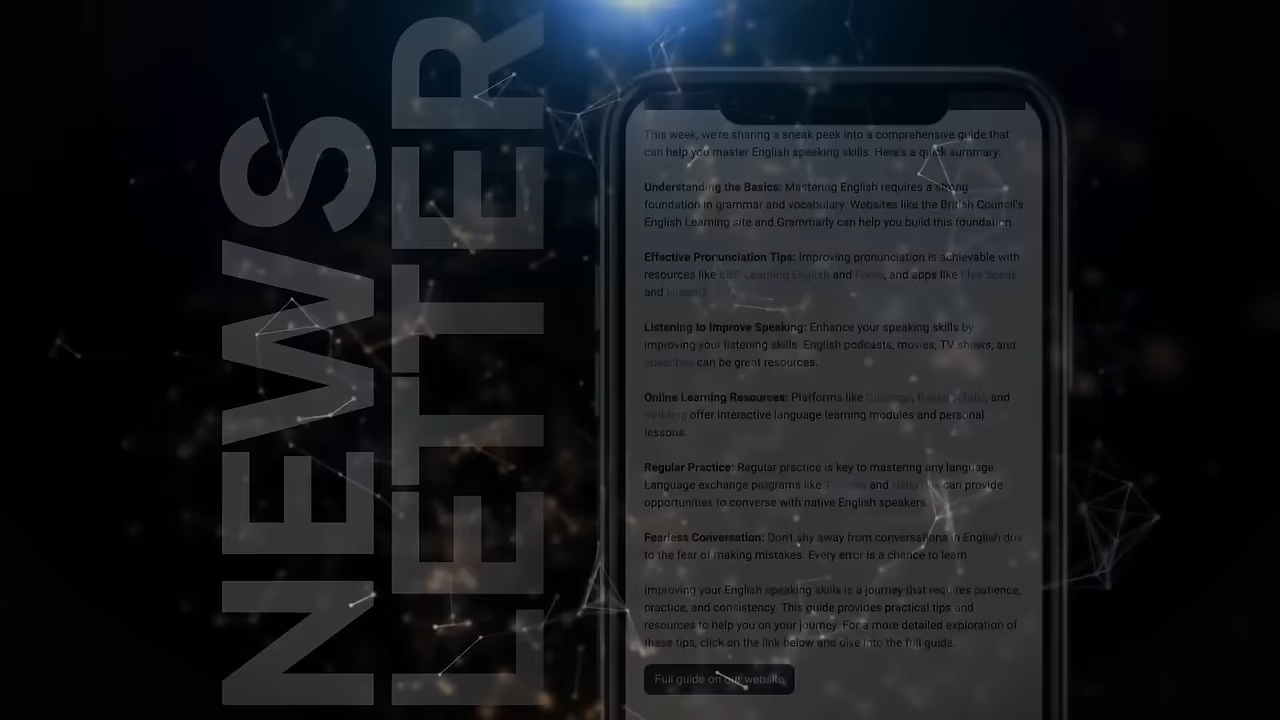 NEWS
LETTER
This week, we're sharing a sneak peek into a comprehensive guide that
can help you master English speaking skills. Here's a quick summary:
Understanding the Basics: Mastering English requires a strong
foundation in grammar and vocabulary. Websites like the British Council's
English Learning site and Grammarly can help you build this foundation.
Effective Pronunciation Tips: Improving pronunciation is achievable with
resources like BBC Learning English and Forvo, and apps like Elsa Speak
and
Listening to Improve Speaking: Enhance your speaking skills by
improving your listening skills. English podcasts, movies, TV shows, and
speeches can be great resources.
Online Learning Resources: Platforms like and
offer interactive language learning modules and personal
lessons.
Regular Practice: Regular practice is key to mastering any language.
Language exchange programs like and can provide
opportunities to converse with native English speakers.
Fearless Conversation: Don't shy away from conversations in English due
to the fear of making mistakes. Every error is a chance to learn
Improving your English speaking skills is a journey that requires patience,
practice, and consistency. This guide provides practical tips and
resources to help you on your journey. For a more detailed exploration of
these tips, click on the link below and dive into the full guide.
Full guide on our website